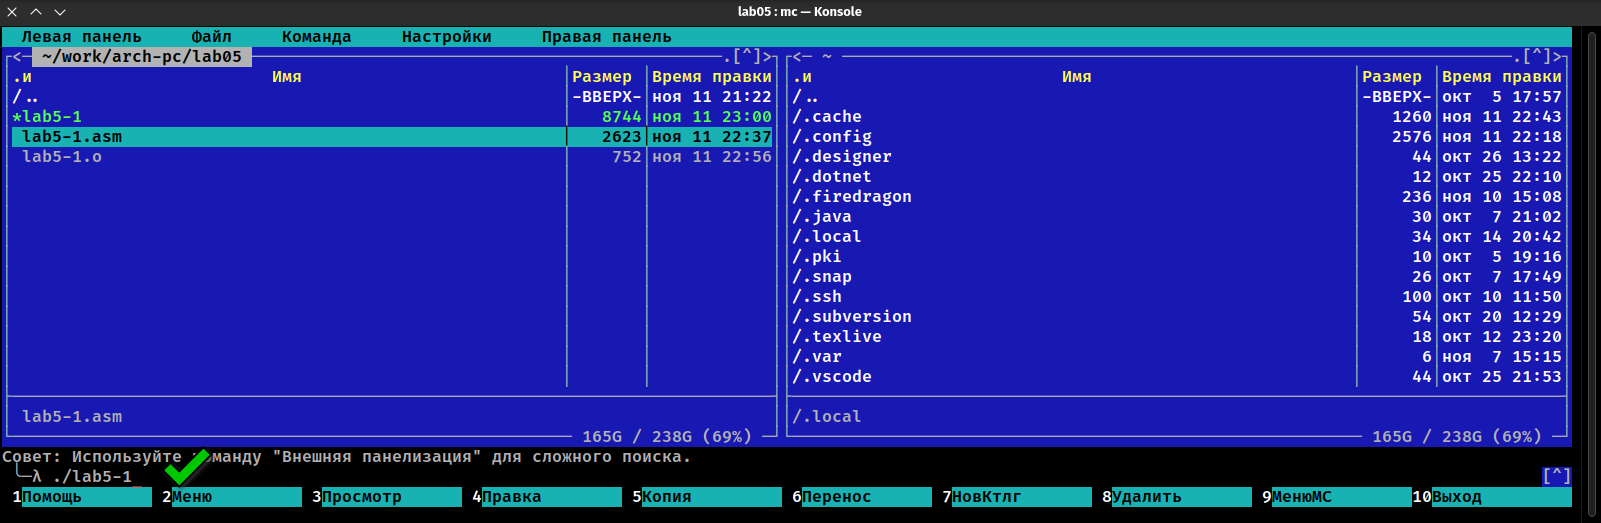 lab05 : mc — Konsole
Левая панель Файл Команда Настройки Правая панель
<— ~/work/arch-pc/lab05 .[^]> <— ~ .[^]>
.и Имя Размер Время правки .и Имя Размер Время правки
/.. -ВВЕРХ- ноя 11 21:22 /.. -ВВЕРХ- окт 5 17:57
*lab5-1 8744 ноя 11 23:00 /.cache 1260 ноя 11 22:43
lab5-1.asm 2623 ноя 11 22:37 /.config 2576 ноя 11 22:18
lab5-1.o 752 ноя 11 22:56 /.designer 44 окт 26 13:22
/.dotnet 12 окт 25 22:10
/.firedragon 236 ноя 10 15:08
/.java 30 окт 7 21:02
/.local 34 окт 14 20:42
/.pki 10 окт 5 19:16
/.snap 26 окт 7 17:49
/.ssh 100 окт 10 11:50
/.subversion 54 окт 20 12:29
/.texlive 18 окт 12 23:20
/.var 6 ноя 7 15:15
/.vscode 44 окт 25 21:53
lab5-1.asm /.local
165G / 238G (69%) 165G / 238G (69%)
Совет: Используйте команду "Внешняя панелизация" для сложного поиска.
╰─λ ./lab5-1 [^]
1Помощь 2Меню 3Просмотр 4Правка 5Копия 6Перенос 7НовКтлг 8Удалить 9МенюМС 10Выход